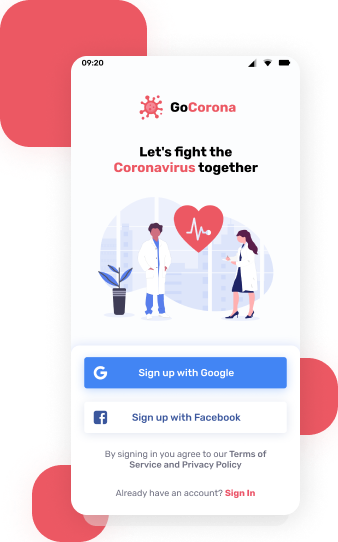 09:20
GoCorona
Let's fight the
Coronavirus together
Sign up with Google
Sign up with Facebook
By signing in you agree to our Terms of
Service and Privacy Policy
Already have an account? Sign In